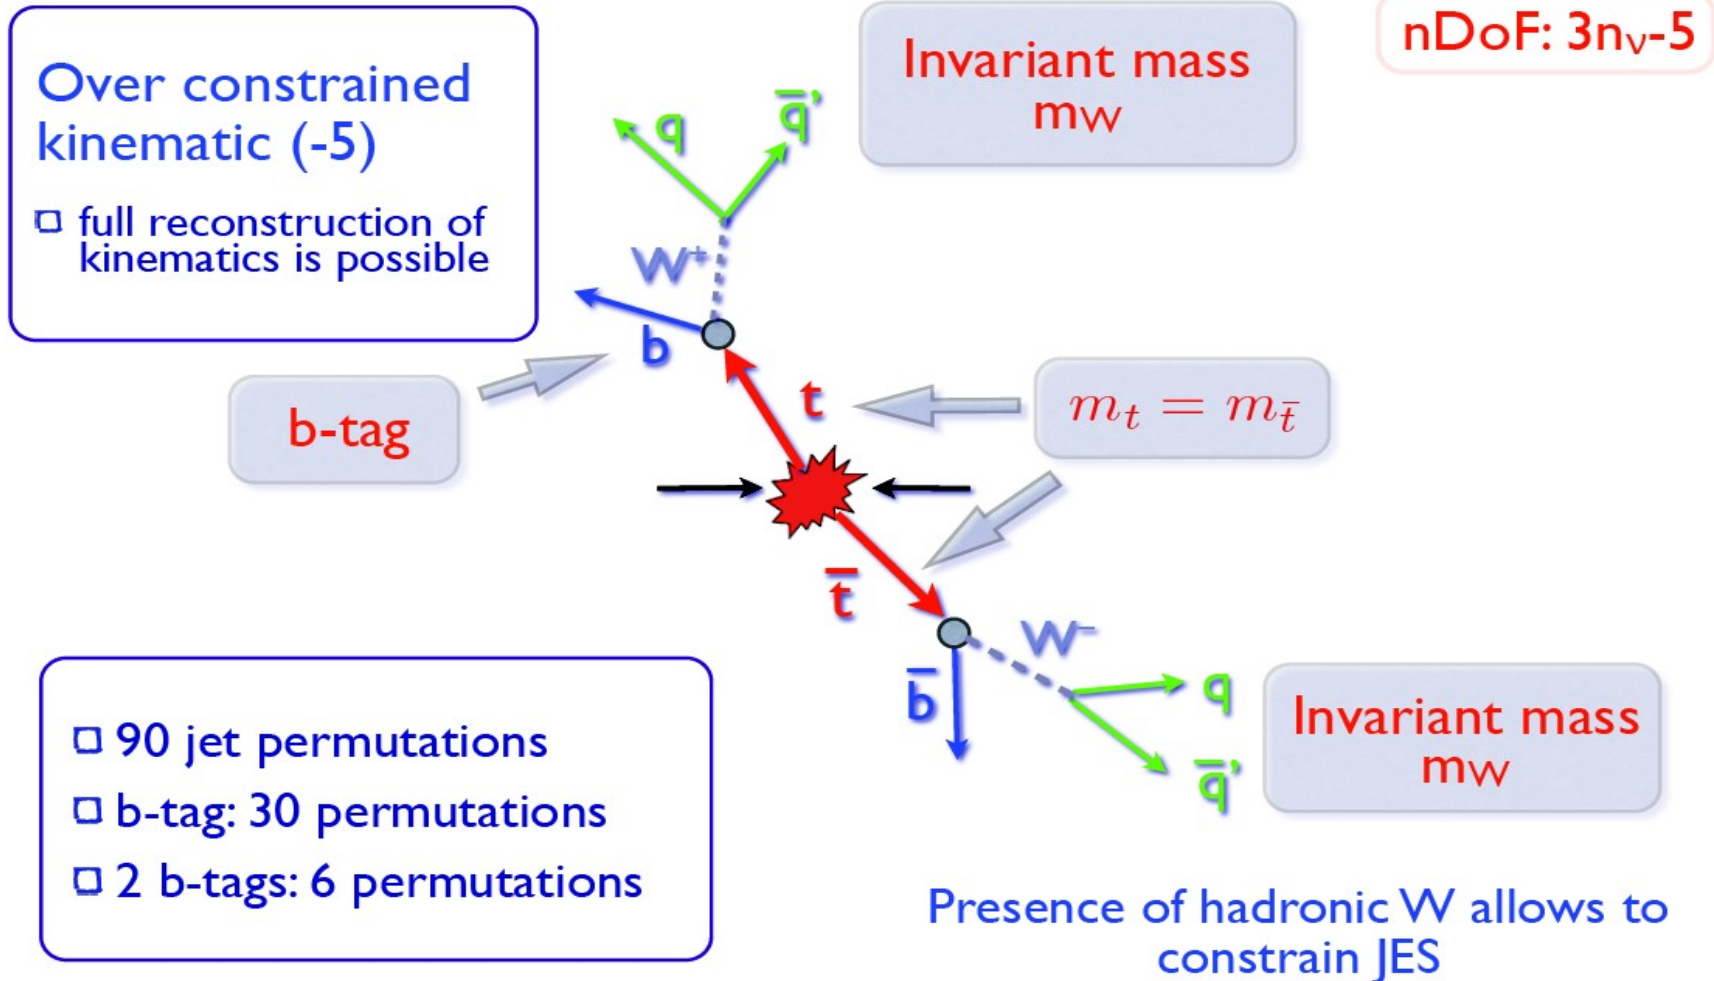 Over constrained
kinematic (-5)
□ full reconstruction of
kinematics is possible
Invariant mass
mW
nDoF: 3nν-5
q
q̄'
W⁺
b
b-tag
t
mₜ = m_t̄
t̄
W⁻
b̄
q
q̄'
Invariant mass
mW
□ 90 jet permutations
□ b-tag: 30 permutations
□ 2 b-tags: 6 permutations
Presence of hadronic W allows to
constrain JES